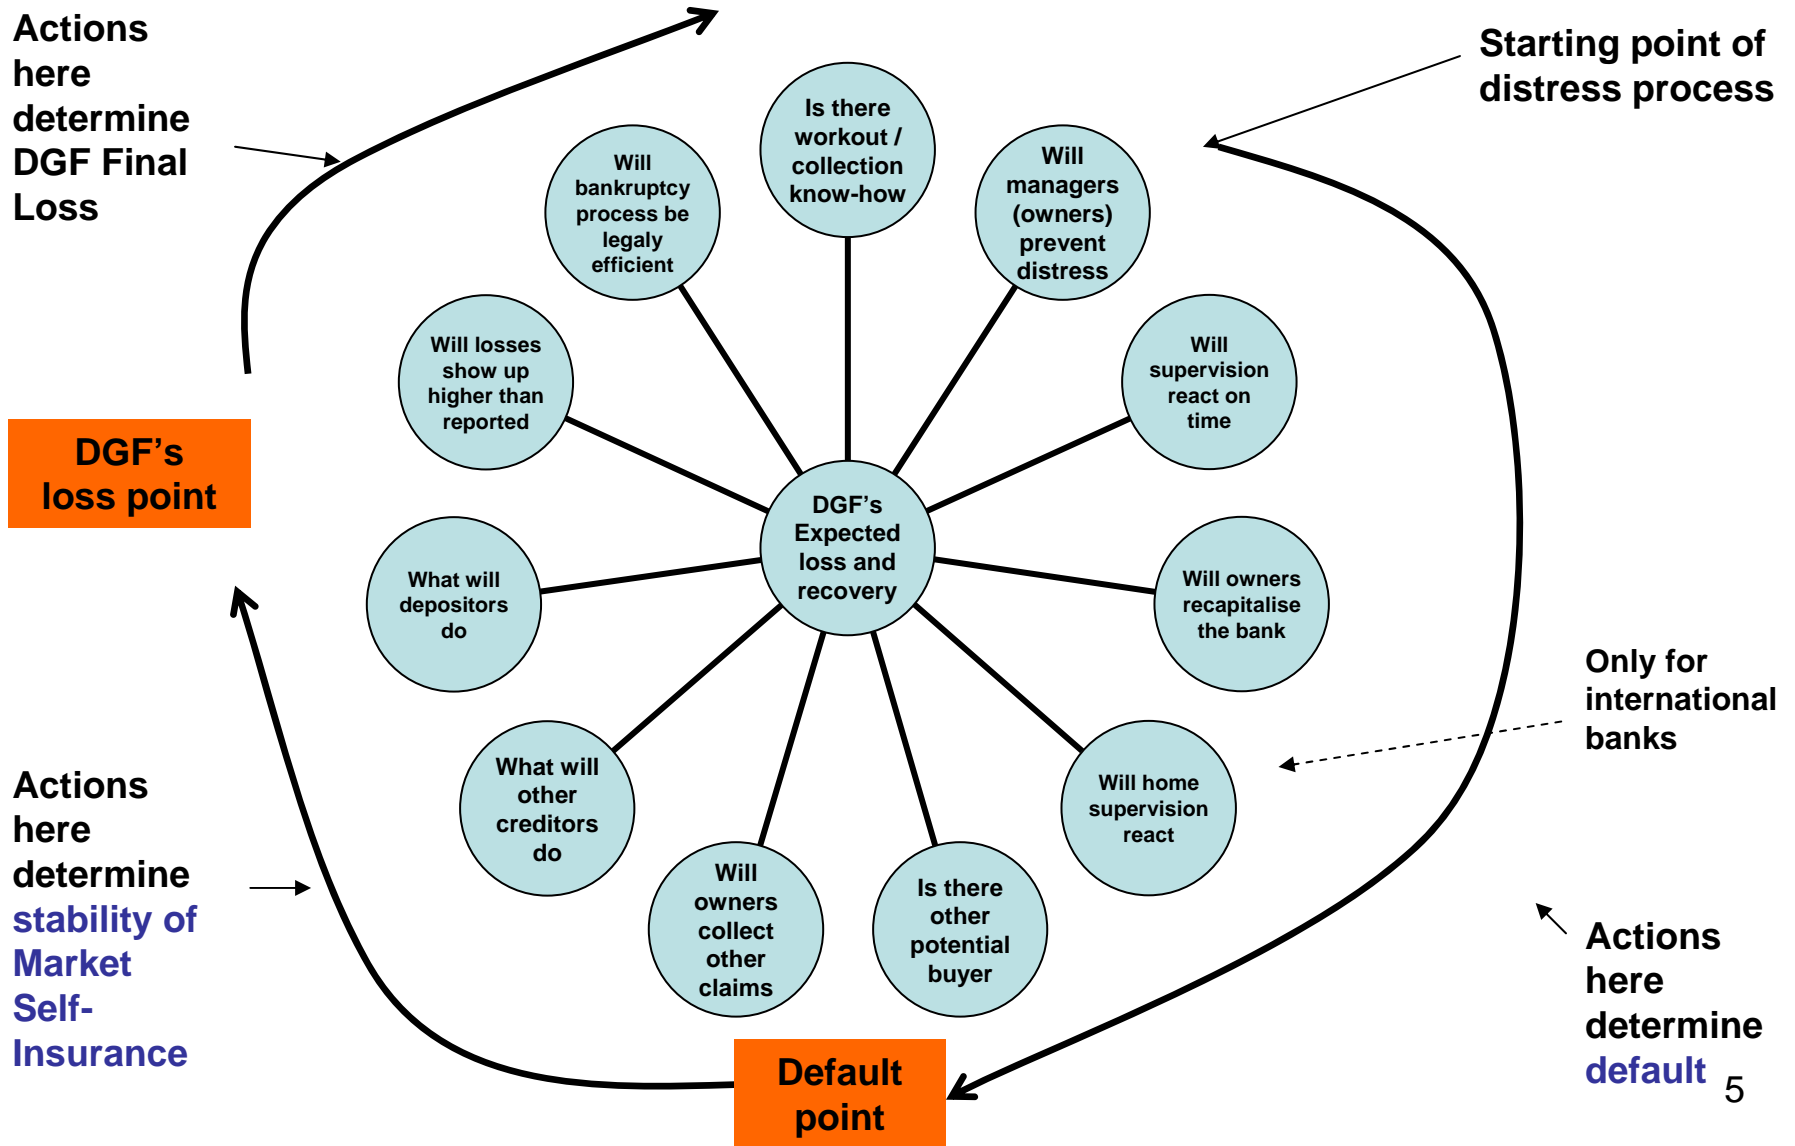 Actions
here
determine
DGF Final
Loss
Starting point of
distress process
Is there
workout /
collection
know-how
Will
managers
(owners)
prevent
distress
Will
supervision
react on
time
Will owners
recapitalise
the bank
Will home
supervision
react
Is there
other
potential
buyer
Will
owners
collect
other
claims
What will
other
creditors
do
What will
depositors
do
Will losses
show up
higher than
reported
Will
bankruptcy
process be
legaly
efficient
DGF’s
Expected
loss and
recovery
DGF’s
loss point
Only for
international
banks
Actions
here
determine
stability of
Market
Self-
Insurance
Default
point
Actions
here
determine
default
5